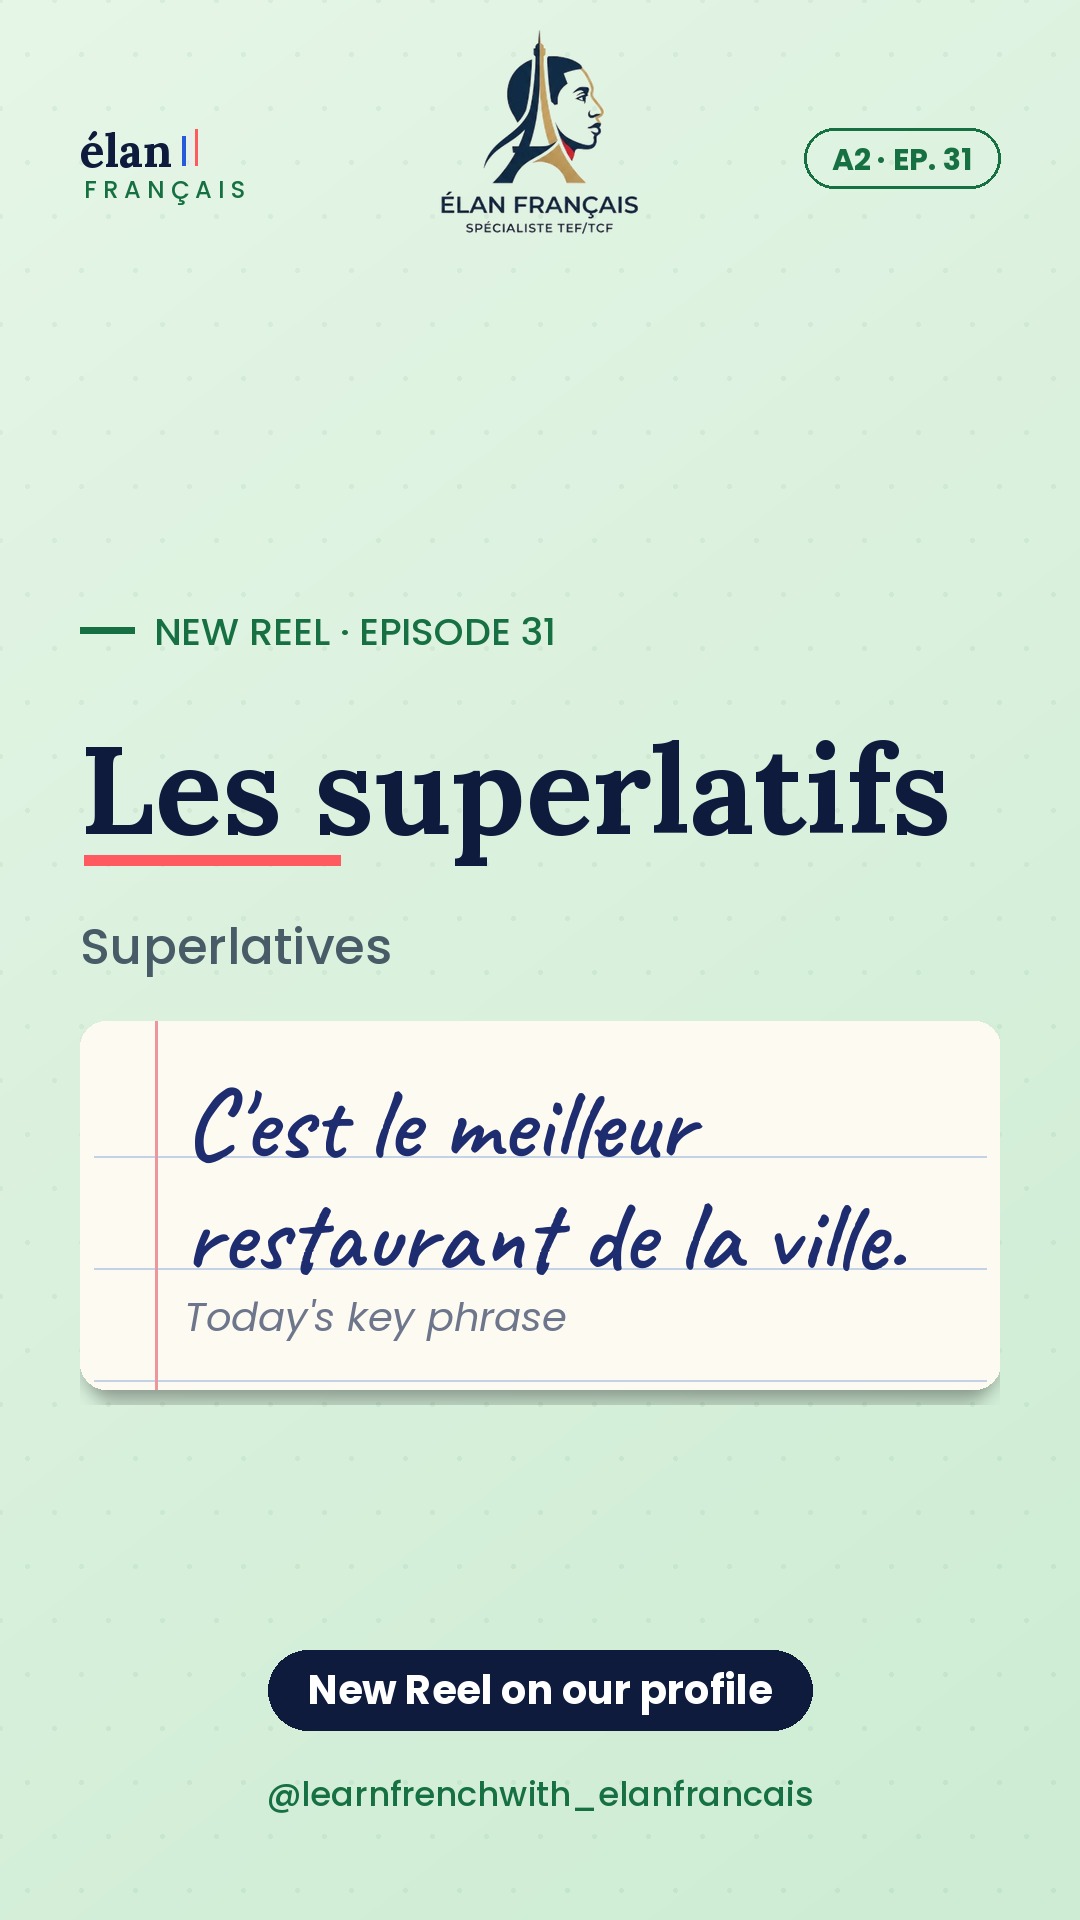 élan
FRANÇAIS
ÉLAN FRANÇAIS
SPÉCIALISTE TEF/TCF
A2 · EP. 31
NEW REEL · EPISODE 31
Les superlatifs
Superlatives
C'est le meilleur
restaurant de la ville.
Today's key phrase
New Reel on our profile
@learnfrenchwith_elanfrancais